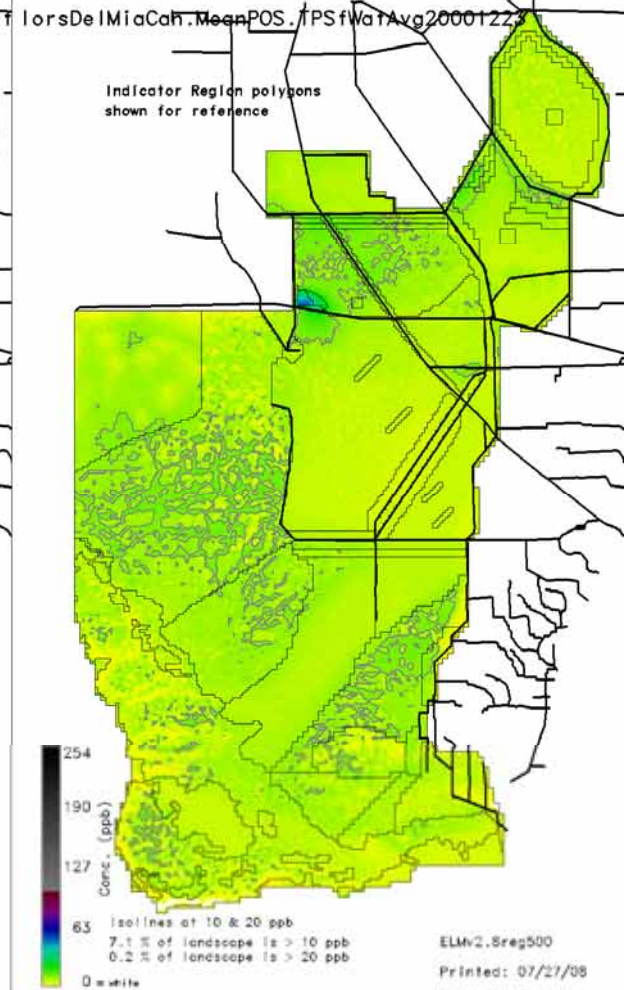 florsDelMiaCan.MeanPOS.TPSfWatAvg20001223
Indicator Region polygons
shown for reference
254
190
127
63
0 = white
Conc. (ppb)
Isolines at 10 & 20 ppb
7.1 % of landscape is > 10 ppb
0.2 % of landscape is > 20 ppb
ELMv2.8reg500
Printed: 07/27/08